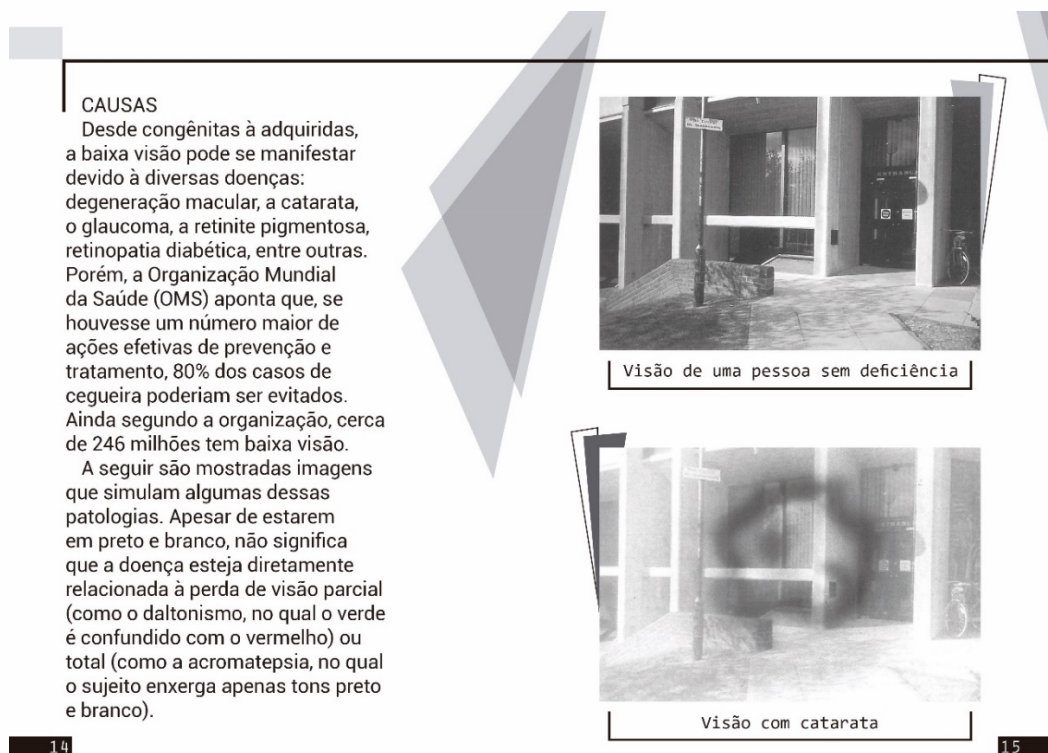 CAUSAS
Desde congênitas à adquiridas,
a baixa visão pode se manifestar
devido à diversas doenças:
degeneração macular, a catarata,
o glaucoma, a retinite pigmentosa,
retinopatia diabética, entre outras.
Porém, a Organização Mundial
da Saúde (OMS) aponta que, se
houvesse um número maior de
ações efetivas de prevenção e
tratamento, 80% dos casos de
cegueira poderiam ser evitados.
Ainda segundo a organização, cerca
de 246 milhões tem baixa visão.
A seguir são mostradas imagens
que simulam algumas dessas
patologias. Apesar de estarem
em preto e branco, não significa
que a doença esteja diretamente
relacionada à perda de visão parcial
(como o daltonismo, no qual o verde
é confundido com o vermelho) ou
total (como a acromatepsia, no qual
o sujeito enxerga apenas tons preto
e branco).
14
ENTRANCE
Visão de uma pessoa sem deficiência
Visão com catarata
15